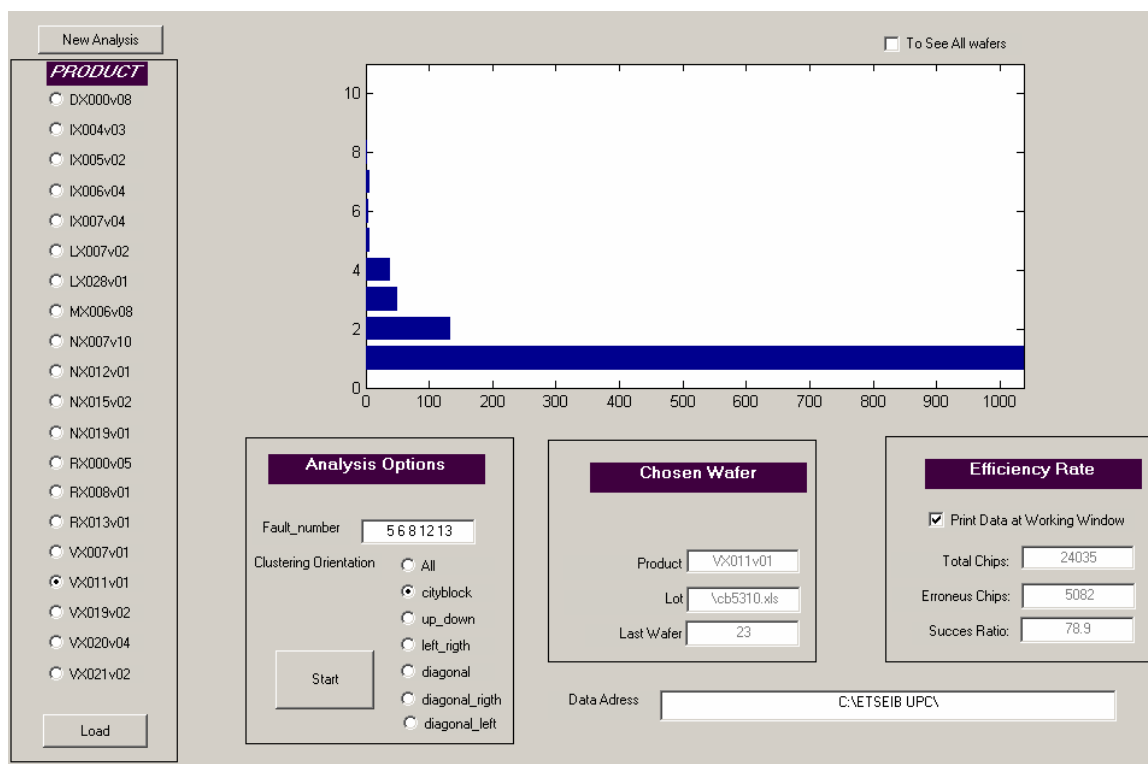 New Analysis
PRODUCT
DX000v08
IX004v03
IX005v02
IX006v04
IX007v04
LX007v02
LX028v01
MX006v08
NX007v10
NX012v01
NX015v02
NX019v01
RX000v05
RX008v01
RX013v01
VX007v01
VX011v01
VX019v02
VX020v04
VX021v02
Load
To See All wafers
10
8
6
4
2
0
0 100 200 300 400 500 600 700 800 900 1000
Analysis Options
Fault_number 5 6 8 12 13
Clustering Orientation
All
cityblock
up_down
left_rigth
diagonal
diagonal_rigth
diagonal_left
Start
Chosen Wafer
Product VX011v01
Lot \cb5310.xls
Last Wafer 23
Efficiency Rate
Print Data at Working Window
Total Chips: 24035
Erroneus Chips: 5082
Succes Ratio: 78.9
Data Adress C:\ETSEIB UPC\